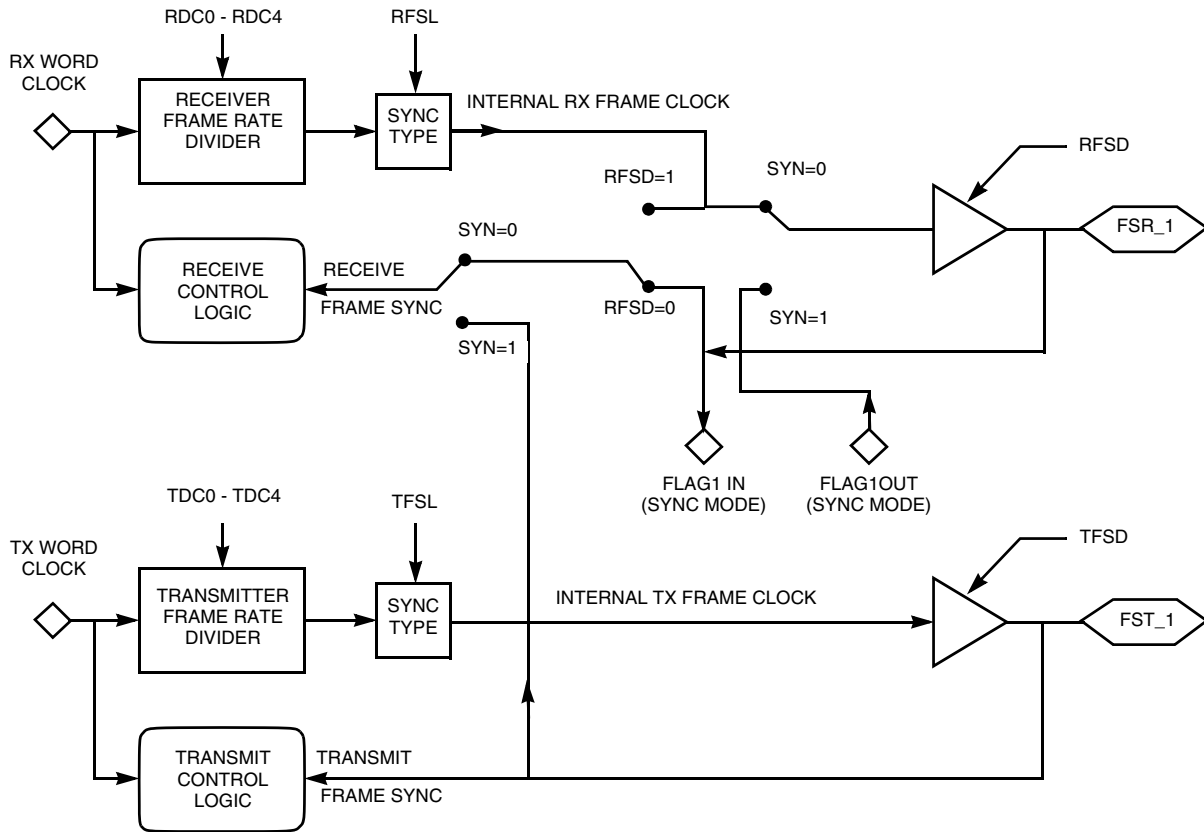 RDC0 - RDC4
RFSL
RX WORD
CLOCK
RECEIVER
FRAME RATE
DIVIDER
SYNC
TYPE
INTERNAL RX FRAME CLOCK
RFSD=1
SYN=0
RFSD
FSR_1
RECEIVE
CONTROL
LOGIC
RECEIVE
FRAME SYNC
SYN=0
SYN=1
RFSD=0
SYN=1
FLAG1 IN
(SYNC MODE)
FLAG1OUT
(SYNC MODE)
TDC0 - TDC4
TFSL
TX WORD
CLOCK
TRANSMITTER
FRAME RATE
DIVIDER
SYNC
TYPE
INTERNAL TX FRAME CLOCK
TFSD
FST_1
TRANSMIT
CONTROL
LOGIC
TRANSMIT
FRAME SYNC